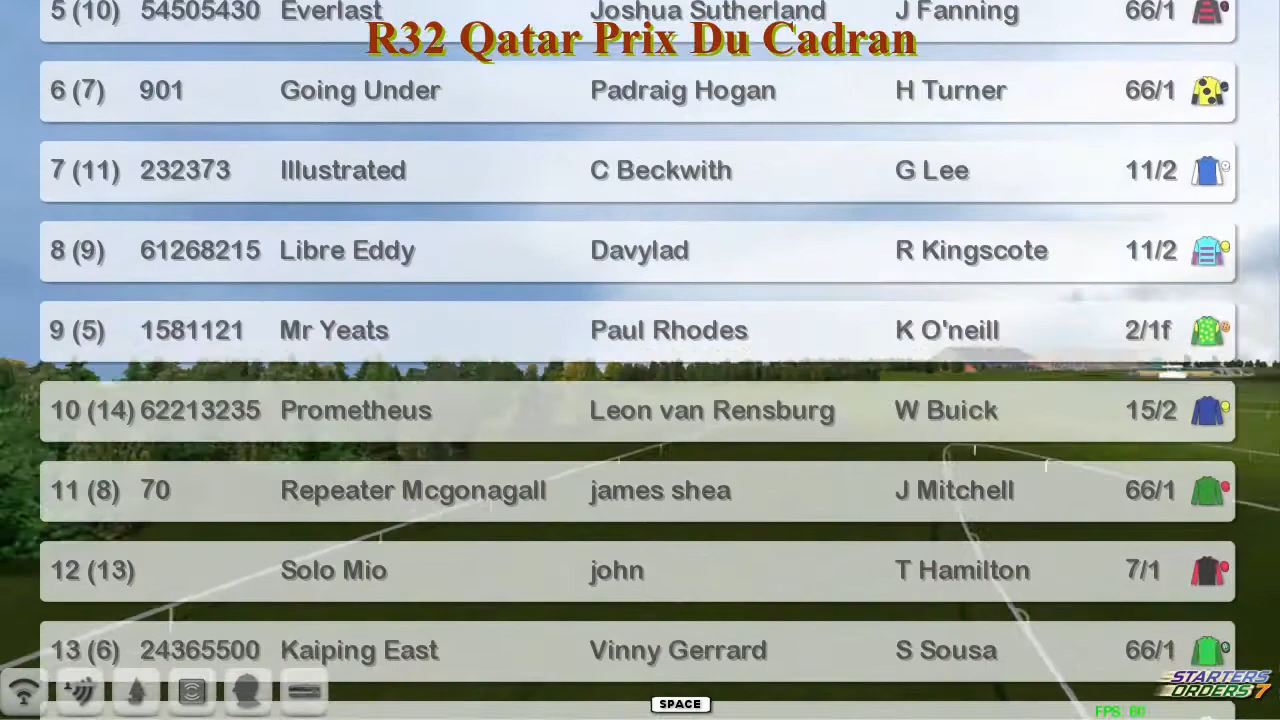 5 (10) 54505430 Everlast Joshua Sutherland J Fanning 66/1
R32 Qatar Prix Du Cadran
6 (7) 901 Going Under Padraig Hogan H Turner 66/1
7 (11) 232373 Illustrated C Beckwith G Lee 11/2
8 (9) 61268215 Libre Eddy Davylad R Kingscote 11/2
9 (5) 1581121 Mr Yeats Paul Rhodes K O'neill 2/1f
10 (14) 62213235 Prometheus Leon van Rensburg W Buick 15/2
11 (8) 70 Repeater Mcgonagall james shea J Mitchell 66/1
12 (13) Solo Mio john T Hamilton 7/1
13 (6) 24365500 Kaiping East Vinny Gerrard S Sousa 66/1
STARTERS
ORDERS 7
SPACE
FPS: 60